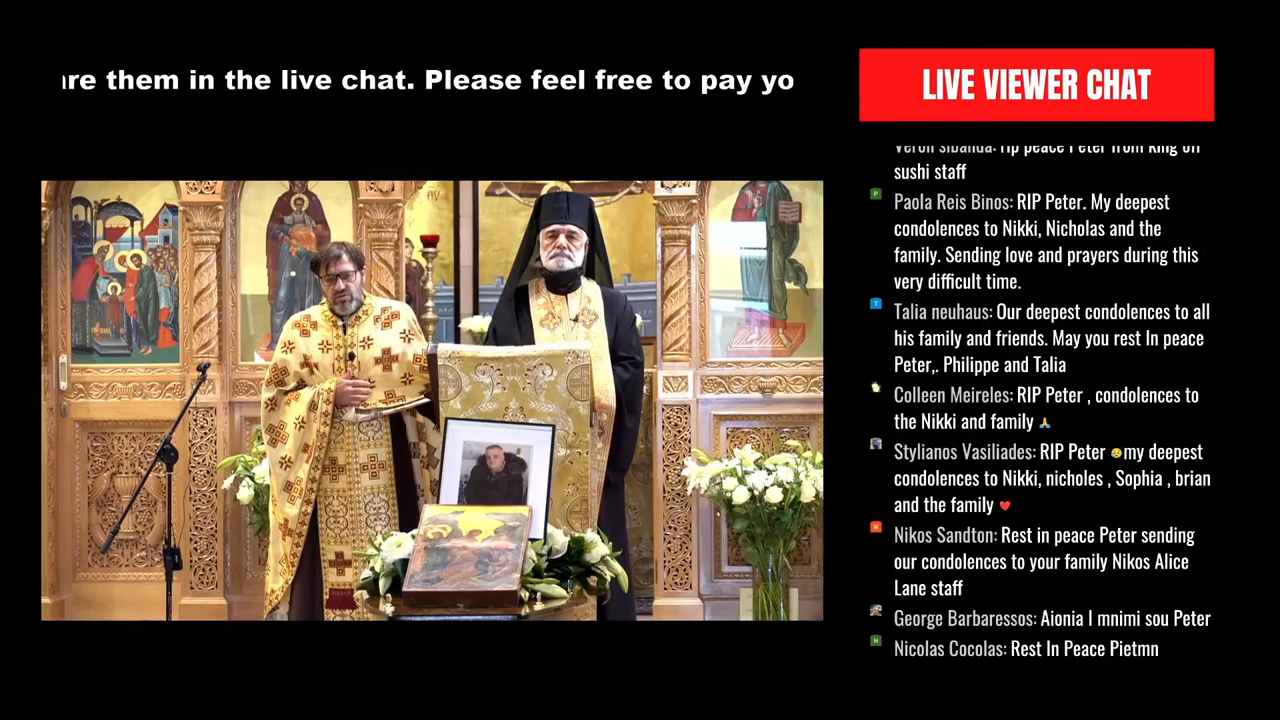 are them in the live chat. Please feel free to pay yo
LIVE VIEWER CHAT
sushi staff
Paola Reis Binos: RIP Peter. My deepest
condolences to Nikki, Nicholas and the
family. Sending love and prayers during this
very difficult time.
Talia neuhaus: Our deepest condolences to all
his family and friends. May you rest In peace
Peter,. Philippe and Talia
Colleen Meireles: RIP Peter , condolences to
the Nikki and family 🙏
Stylianos Vasiliades: RIP Peter 😥my deepest
condolences to Nikki, nicholes , Sophia , brian
and the family ❤️
Nikos Sandton: Rest in peace Peter sending
our condolences to your family Nikos Alice
Lane staff
George Barbaressos: Aionia I mnimi sou Peter
Nicolas Cocolas: Rest In Peace Pietmn